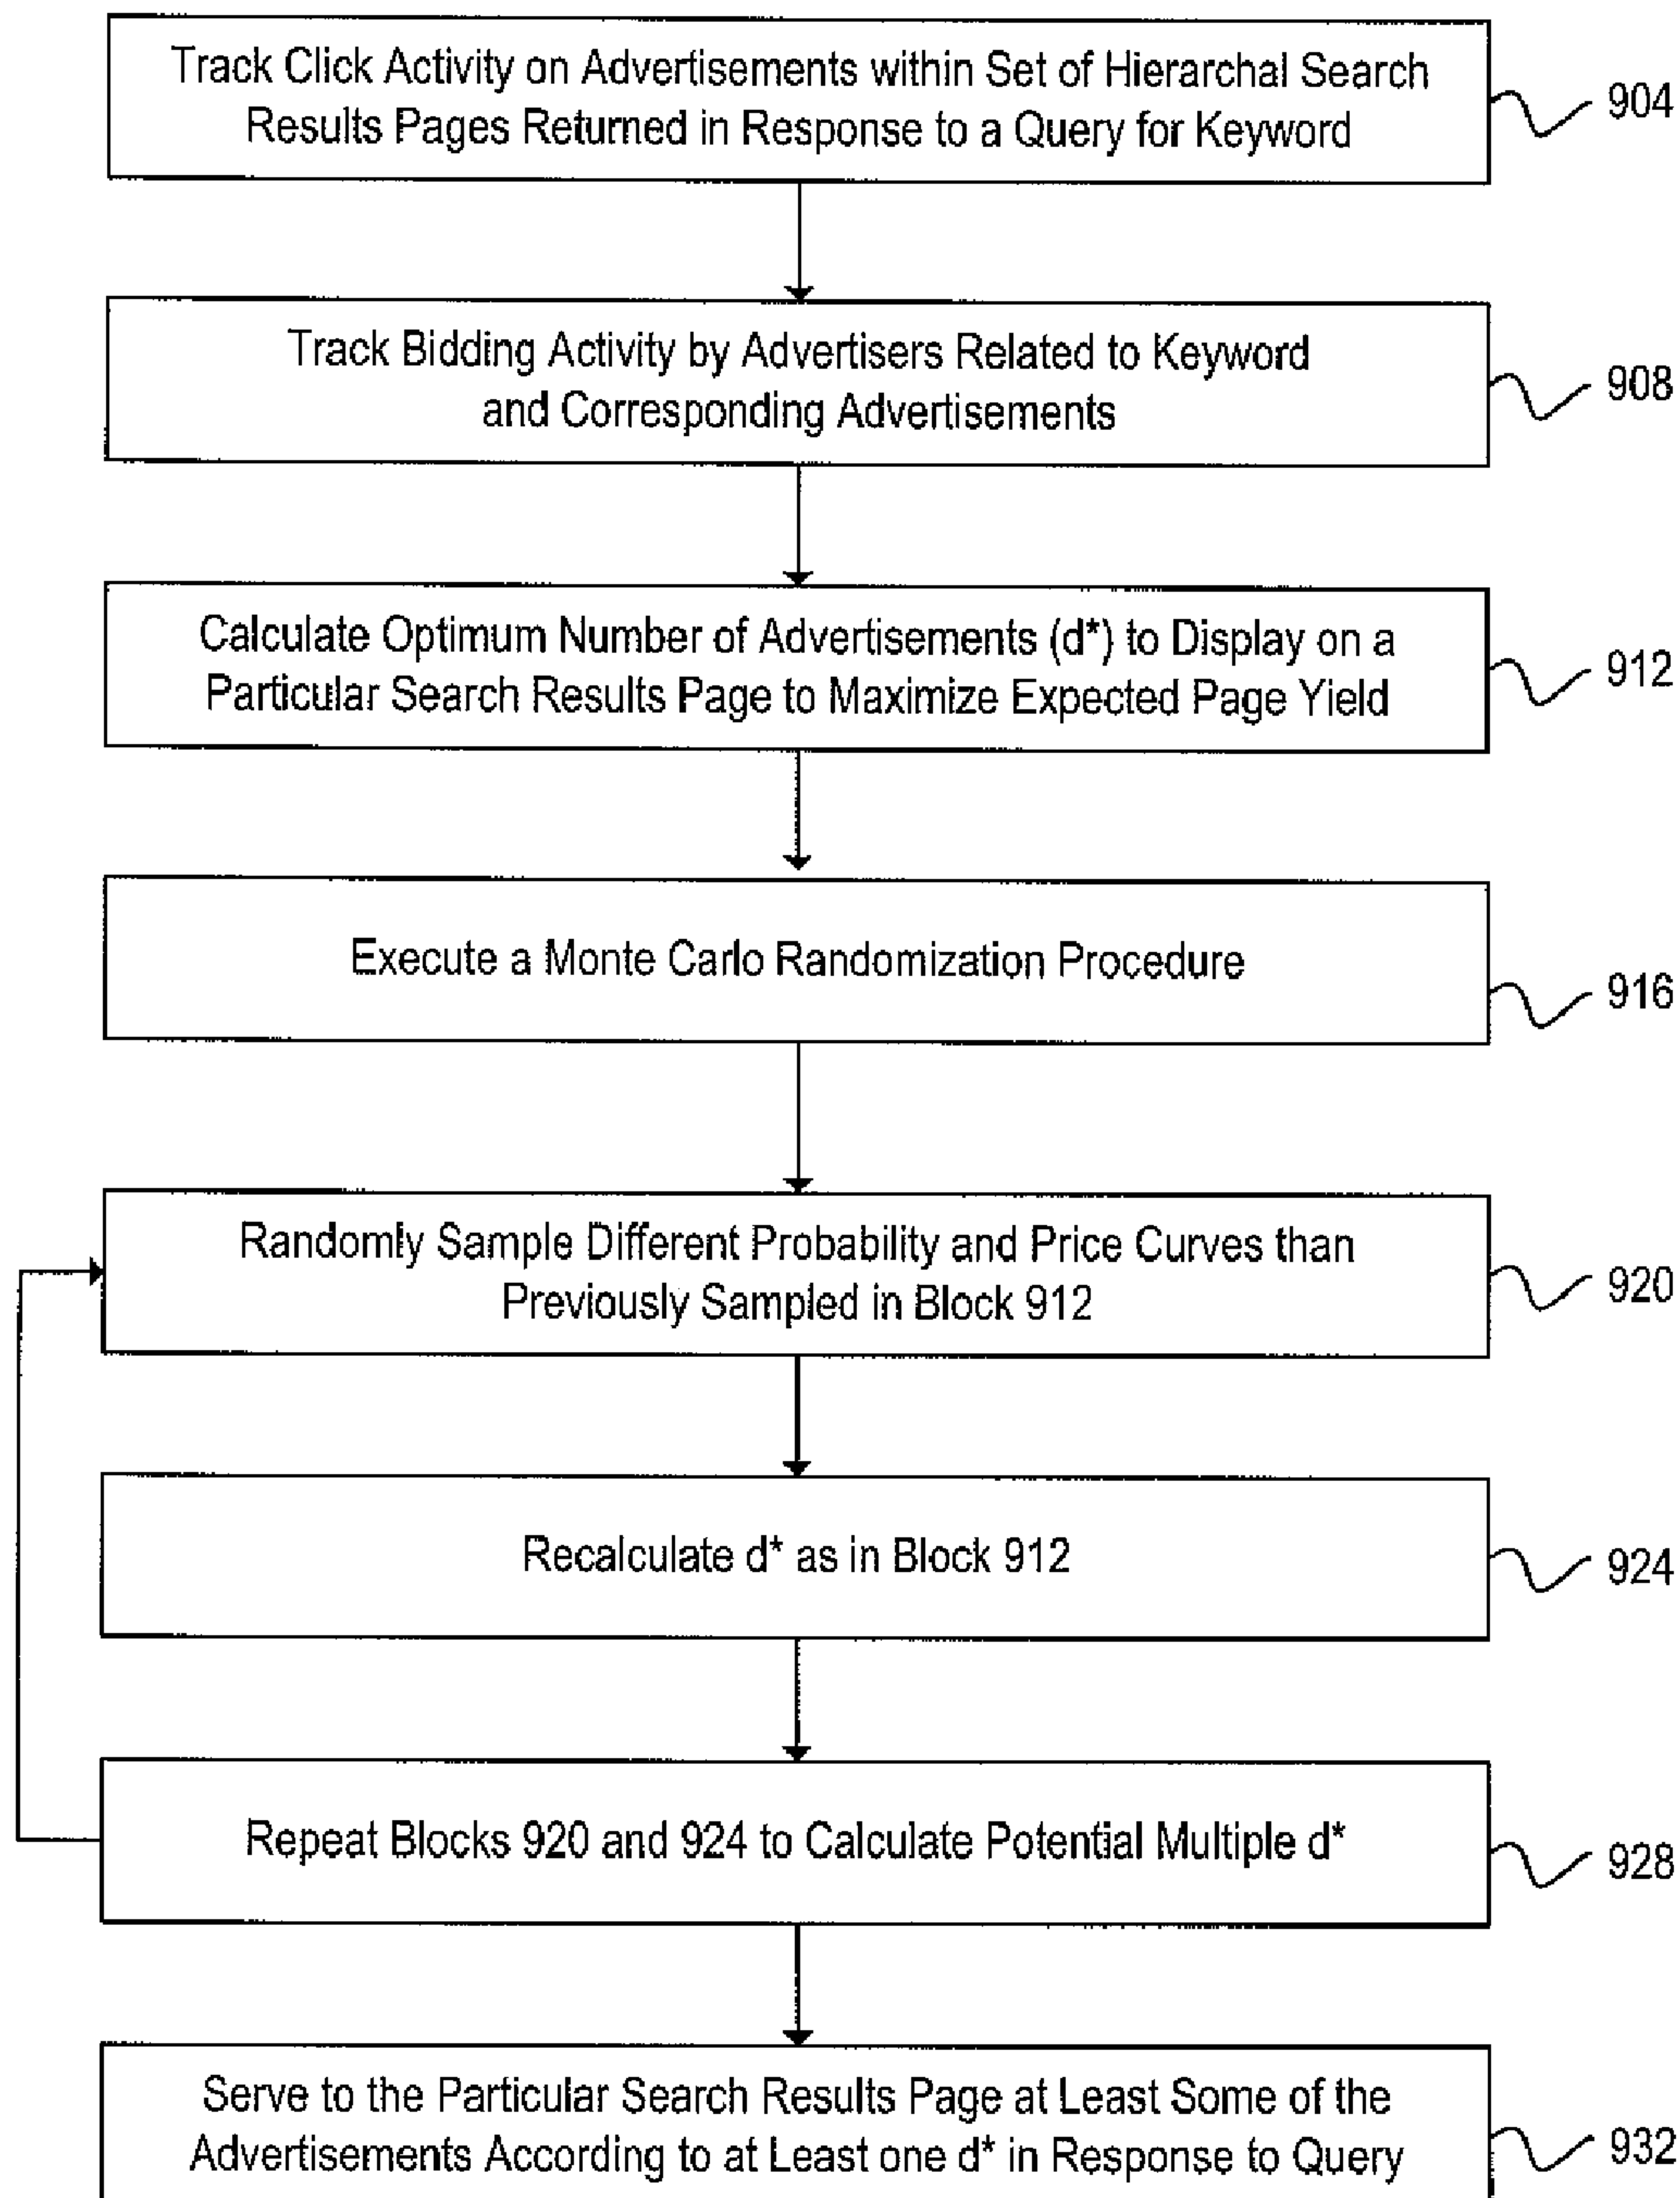 Track Click Activity on Advertisements within Set of Hierarchal Search
Results Pages Returned in Response to a Query for Keyword
904
Track Bidding Activity by Advertisers Related to Keyword
and Corresponding Advertisements
908
Calculate Optimum Number of Advertisements (d*) to Display on a
Particular Search Results Page to Maximize Expected Page Yield
912
Execute a Monte Carlo Randomization Procedure
916
Randomly Sample Different Probability and Price Curves than
Previously Sampled in Block 912
920
Recalculate d* as in Block 912
924
Repeat Blocks 920 and 924 to Calculate Potential Multiple d*
928
Serve to the Particular Search Results Page at Least Some of the
Advertisements According to at Least one d* in Response to Query
932